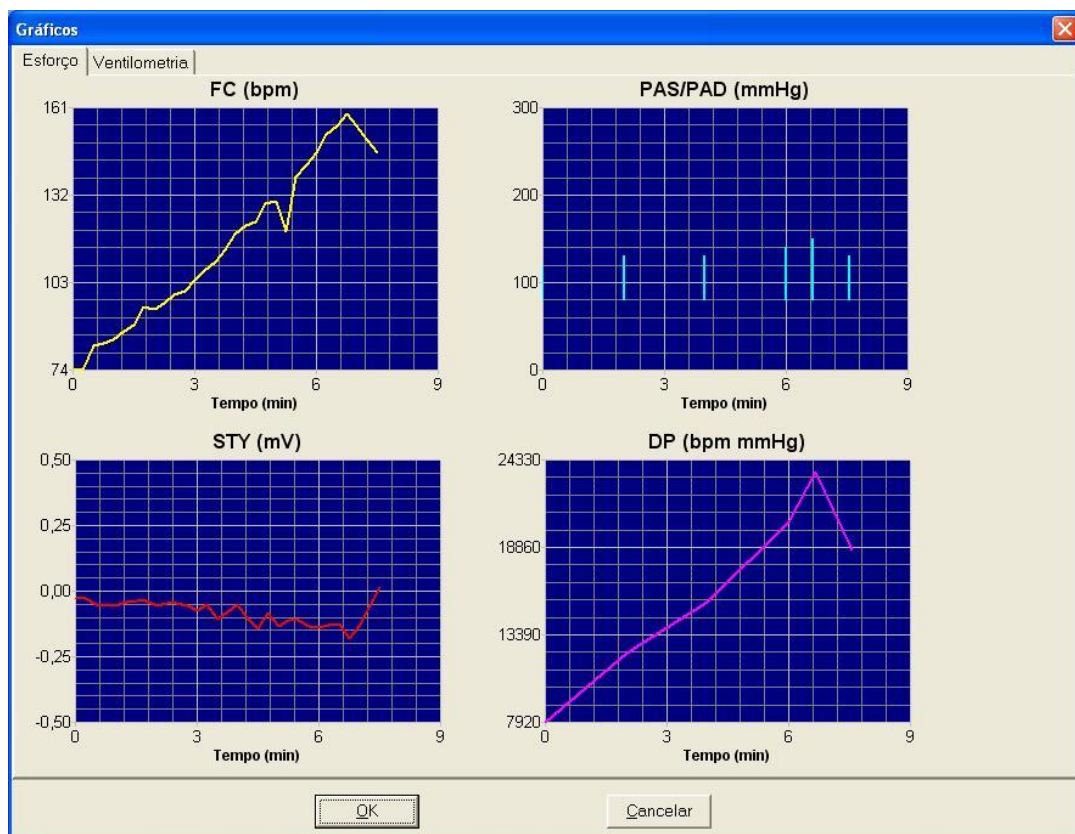 Gráficos
Esforço Ventilometria
FC (bpm)
161
132
103
74
0 3 6 9
Tempo (min)
PAS/PAD (mmHg)
300
200
100
0
0 3 6 9
Tempo (min)
STY (mV)
0,50
0,25
0,00
-0,25
-0,50
0 3 6 9
Tempo (min)
DP (bpm mmHg)
24330
18860
13390
7920
0 3 6 9
Tempo (min)
OK Cancelar